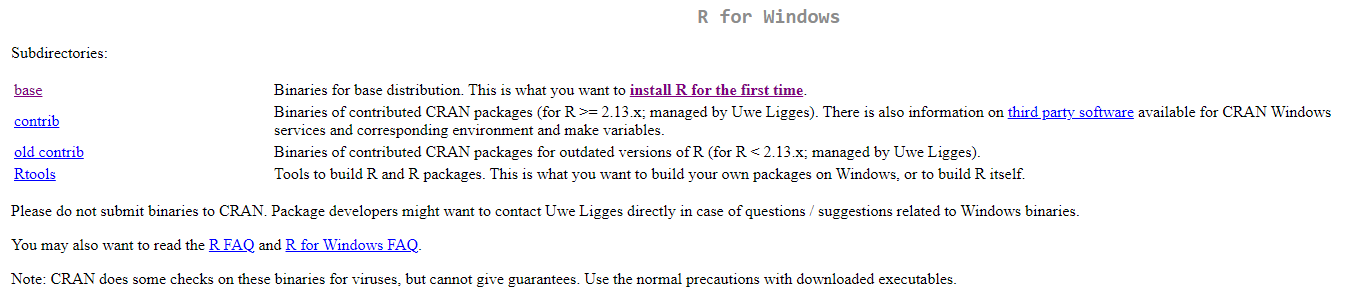 R for Windows
Subdirectories:
base Binaries for base distribution. This is what you want to install R for the first time.
contrib Binaries of contributed CRAN packages (for R >= 2.13.x; managed by Uwe Ligges). There is also information on third party software available for CRAN Windows
services and corresponding environment and make variables.
old contrib Binaries of contributed CRAN packages for outdated versions of R (for R < 2.13.x; managed by Uwe Ligges).
Rtools Tools to build R and R packages. This is what you want to build your own packages on Windows, or to build R itself.
Please do not submit binaries to CRAN. Package developers might want to contact Uwe Ligges directly in case of questions / suggestions related to Windows binaries.
You may also want to read the R FAQ and R for Windows FAQ.
Note: CRAN does some checks on these binaries for viruses, but cannot give guarantees. Use the normal precautions with downloaded executables.